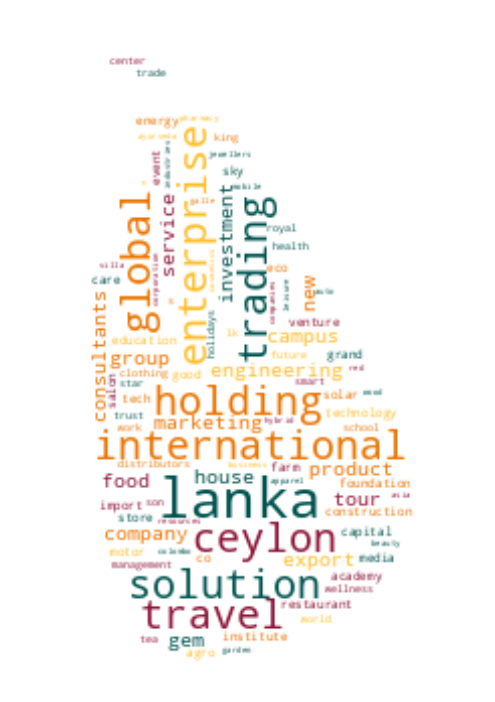 center
trade
energy pharmacy
ayurveda king
enterprise
jewellers
event
sky
mobile
global
service
galle
investment
trading
royal
health
villa
care
corporation
eco
companies
new
auto
leisure
venture
consultants
holidays
cosmetics
lk
campus
education
group
future grand
clothing good engineering red
salon
star
smart
tech holding solar wood
trust marketing hybrid technology
work
school
international
distributors business farm product
food house apparel foundation
lanka tour asia
import son construction
store resources
company ceylon capital
beauty
motor colombo co export media
management academy
solution wellness
travel restaurant
world
tea gem institute
agro garden